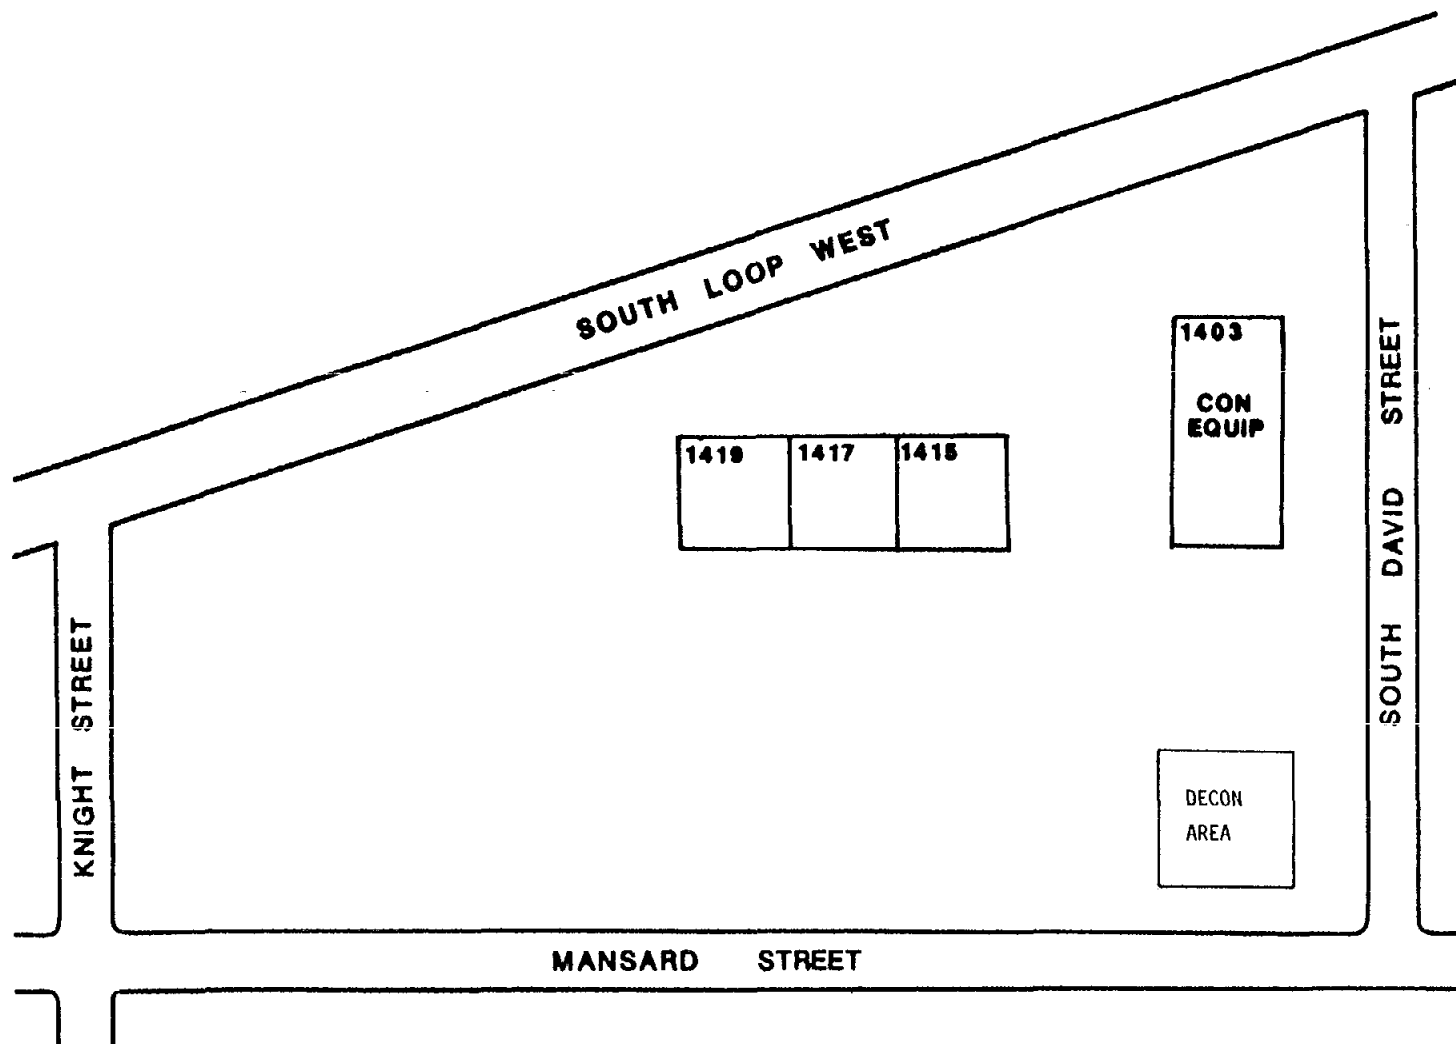 SOUTH LOOP WEST
1403
CON
EQUIP
1419
1417
1415
SOUTH DAVID STREET
KNIGHT STREET
DECON
AREA
MANSARD STREET